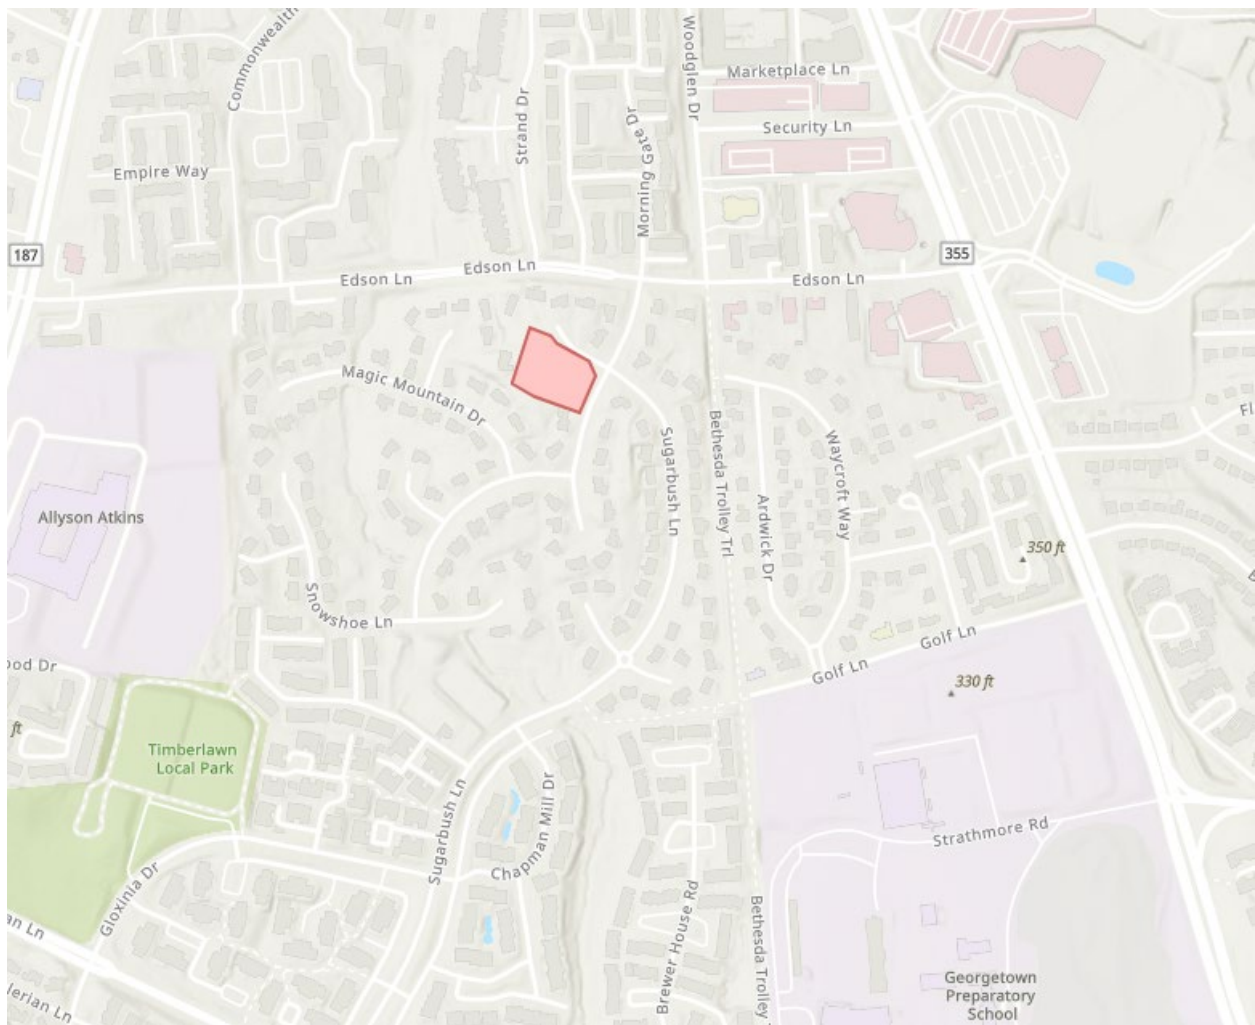 Commonwealth
Woodglen Dr
Marketplace Ln
Strand Dr
Security Ln
Morning Gate Dr
Empire Way
187
355
Edson Ln
Edson Ln
Edson Ln
Magic Mountain Dr
Fl
Sugarbush Ln
Bethesda Trolley Trl
Waycroft Way
Ardwick Dr
Allyson Atkins
350 ft
Snowshoe Ln
Golf Ln
Golf Ln
ood Dr
330 ft
ft
Timberlawn
Local Park
Sugarbush Ln
Chapman Mill Dr
Strathmore Rd
Gloxinia Dr
Brewer House Rd
Bethesda Trolley
an Ln
lerian Ln
Georgetown
Preparatory
School